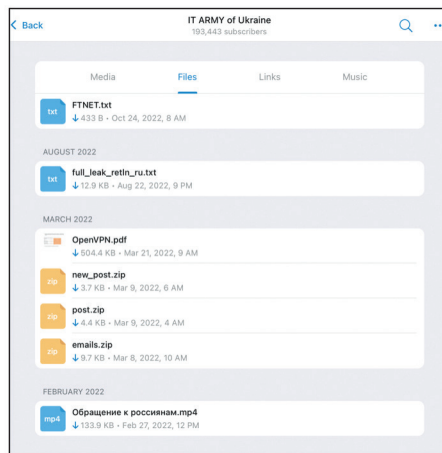 Back
IT ARMY of Ukraine
193,443 subscribers
Media Files Links Music
txt
FTNET.txt
433 B • Oct 24, 2022, 8 AM
AUGUST 2022
txt
full_leak_retln_ru.txt
12.9 KB • Aug 22, 2022, 9 PM
MARCH 2022
OpenVPN.pdf
504.4 KB • Mar 21, 2022, 9 AM
zip
new_post.zip
3.7 KB • Mar 9, 2022, 6 AM
zip
post.zip
4.4 KB • Mar 9, 2022, 4 AM
zip
emails.zip
9.7 KB • Mar 8, 2022, 10 AM
FEBRUARY 2022
mp4
Обращение к россиянам.mp4
133.9 KB • Feb 27, 2022, 12 PM